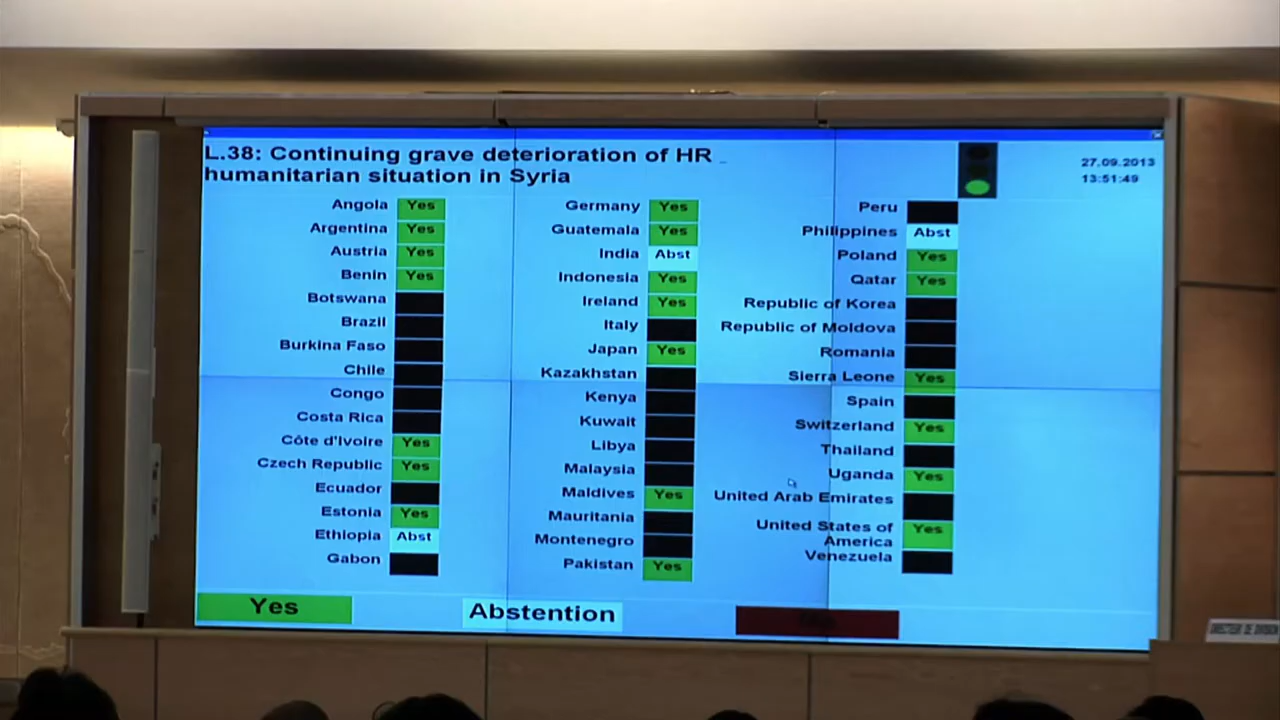 L.38: Continuing grave deterioration of HR
humanitarian situation in Syria
27.09.2013
13:51:49
Angola Yes
Argentina Yes
Austria Yes
Benin Yes
Botswana
Brazil
Burkina Faso
Chile
Congo
Costa Rica
Côte d'Ivoire Yes
Czech Republic Yes
Ecuador
Estonia Yes
Ethiopia Abst
Gabon
Germany Yes
Guatemala Yes
India Abst
Indonesia Yes
Ireland Yes
Italy
Japan Yes
Kazakhstan
Kenya
Kuwait
Libya
Malaysia
Maldives Yes
Mauritania
Montenegro
Pakistan Yes
Peru
Philippines Abst
Poland Yes
Qatar Yes
Republic of Korea
Republic of Moldova
Romania
Sierra Leone Yes
Spain
Switzerland Yes
Thailand
Uganda Yes
United Arab Emirates
United States of Yes
America
Venezuela
Yes
Abstention